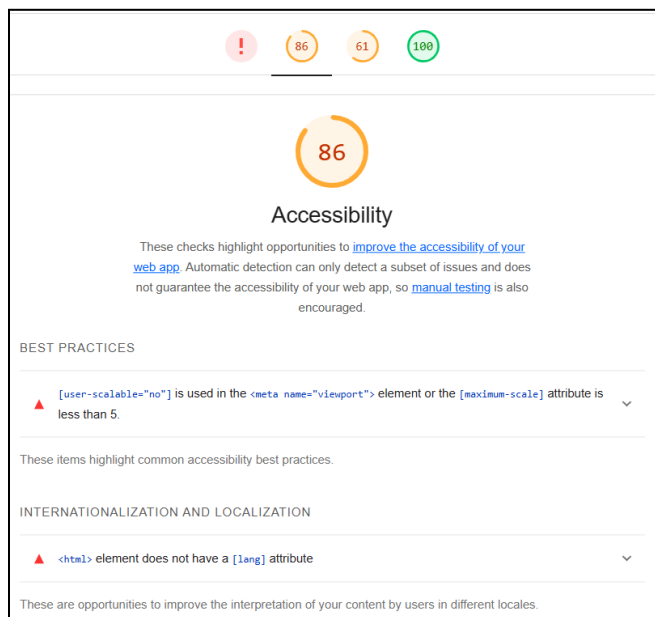 ! 86 61 100
86
Accessibility
These checks highlight opportunities to improve the accessibility of your
web app. Automatic detection can only detect a subset of issues and does
not guarantee the accessibility of your web app, so manual testing is also
encouraged.
BEST PRACTICES
[user-scalable="no"] is used in the <meta name="viewport"> element or the [maximum-scale] attribute is
less than 5.
These items highlight common accessibility best practices.
INTERNATIONALIZATION AND LOCALIZATION
<html> element does not have a [lang] attribute
These are opportunities to improve the interpretation of your content by users in different locales.